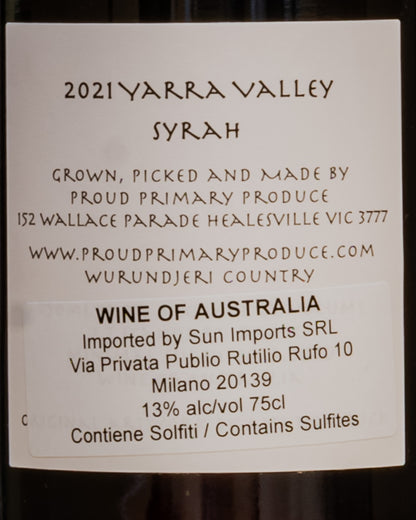 2021 YARRA VALLEY
SYRAH
GROWN, PICKED AND MADE BY
PROUD PRIMARY PRODUCE
152 WALLACE PARADE HEALESVILLE VIC 3777
WWW.PROUDPRIMARYPRODUCE.COM
WURUNDJERI COUNTRY
WINE OF AUSTRALIA
Imported by Sun Imports SRL
Via Privata Publio Rutilio Rufo 10
Milano 20139
13% alc/vol 75cl
Contiene Solfiti / Contains Sulfites